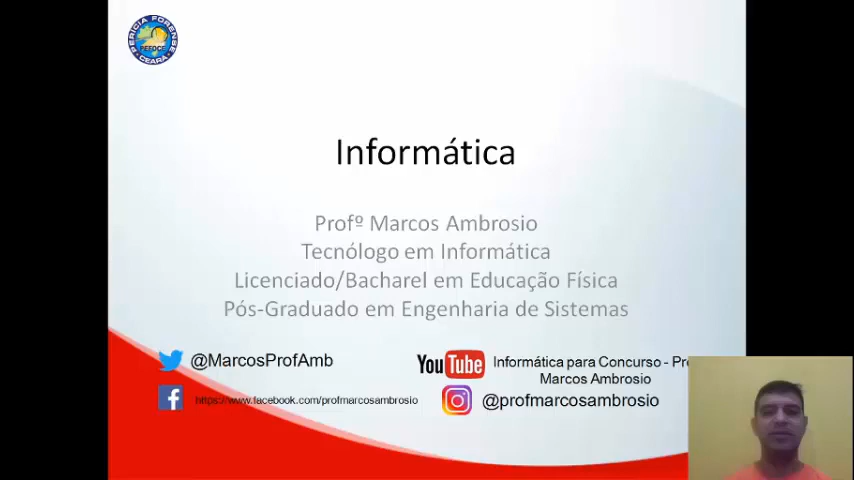 PERÍCIA FORENSE
PEFOCE
CEARÁ
Informática
Profº Marcos Ambrosio
Tecnólogo em Informática
Licenciado/Bacharel em Educação Física
Pós-Graduado em Engenharia de Sistemas
@MarcosProfAmb
YouTube Informática para Concurso - Pro
Marcos Ambrosio
https://www.facebook.com/profmarcosambrosio
@profmarcosambrosio